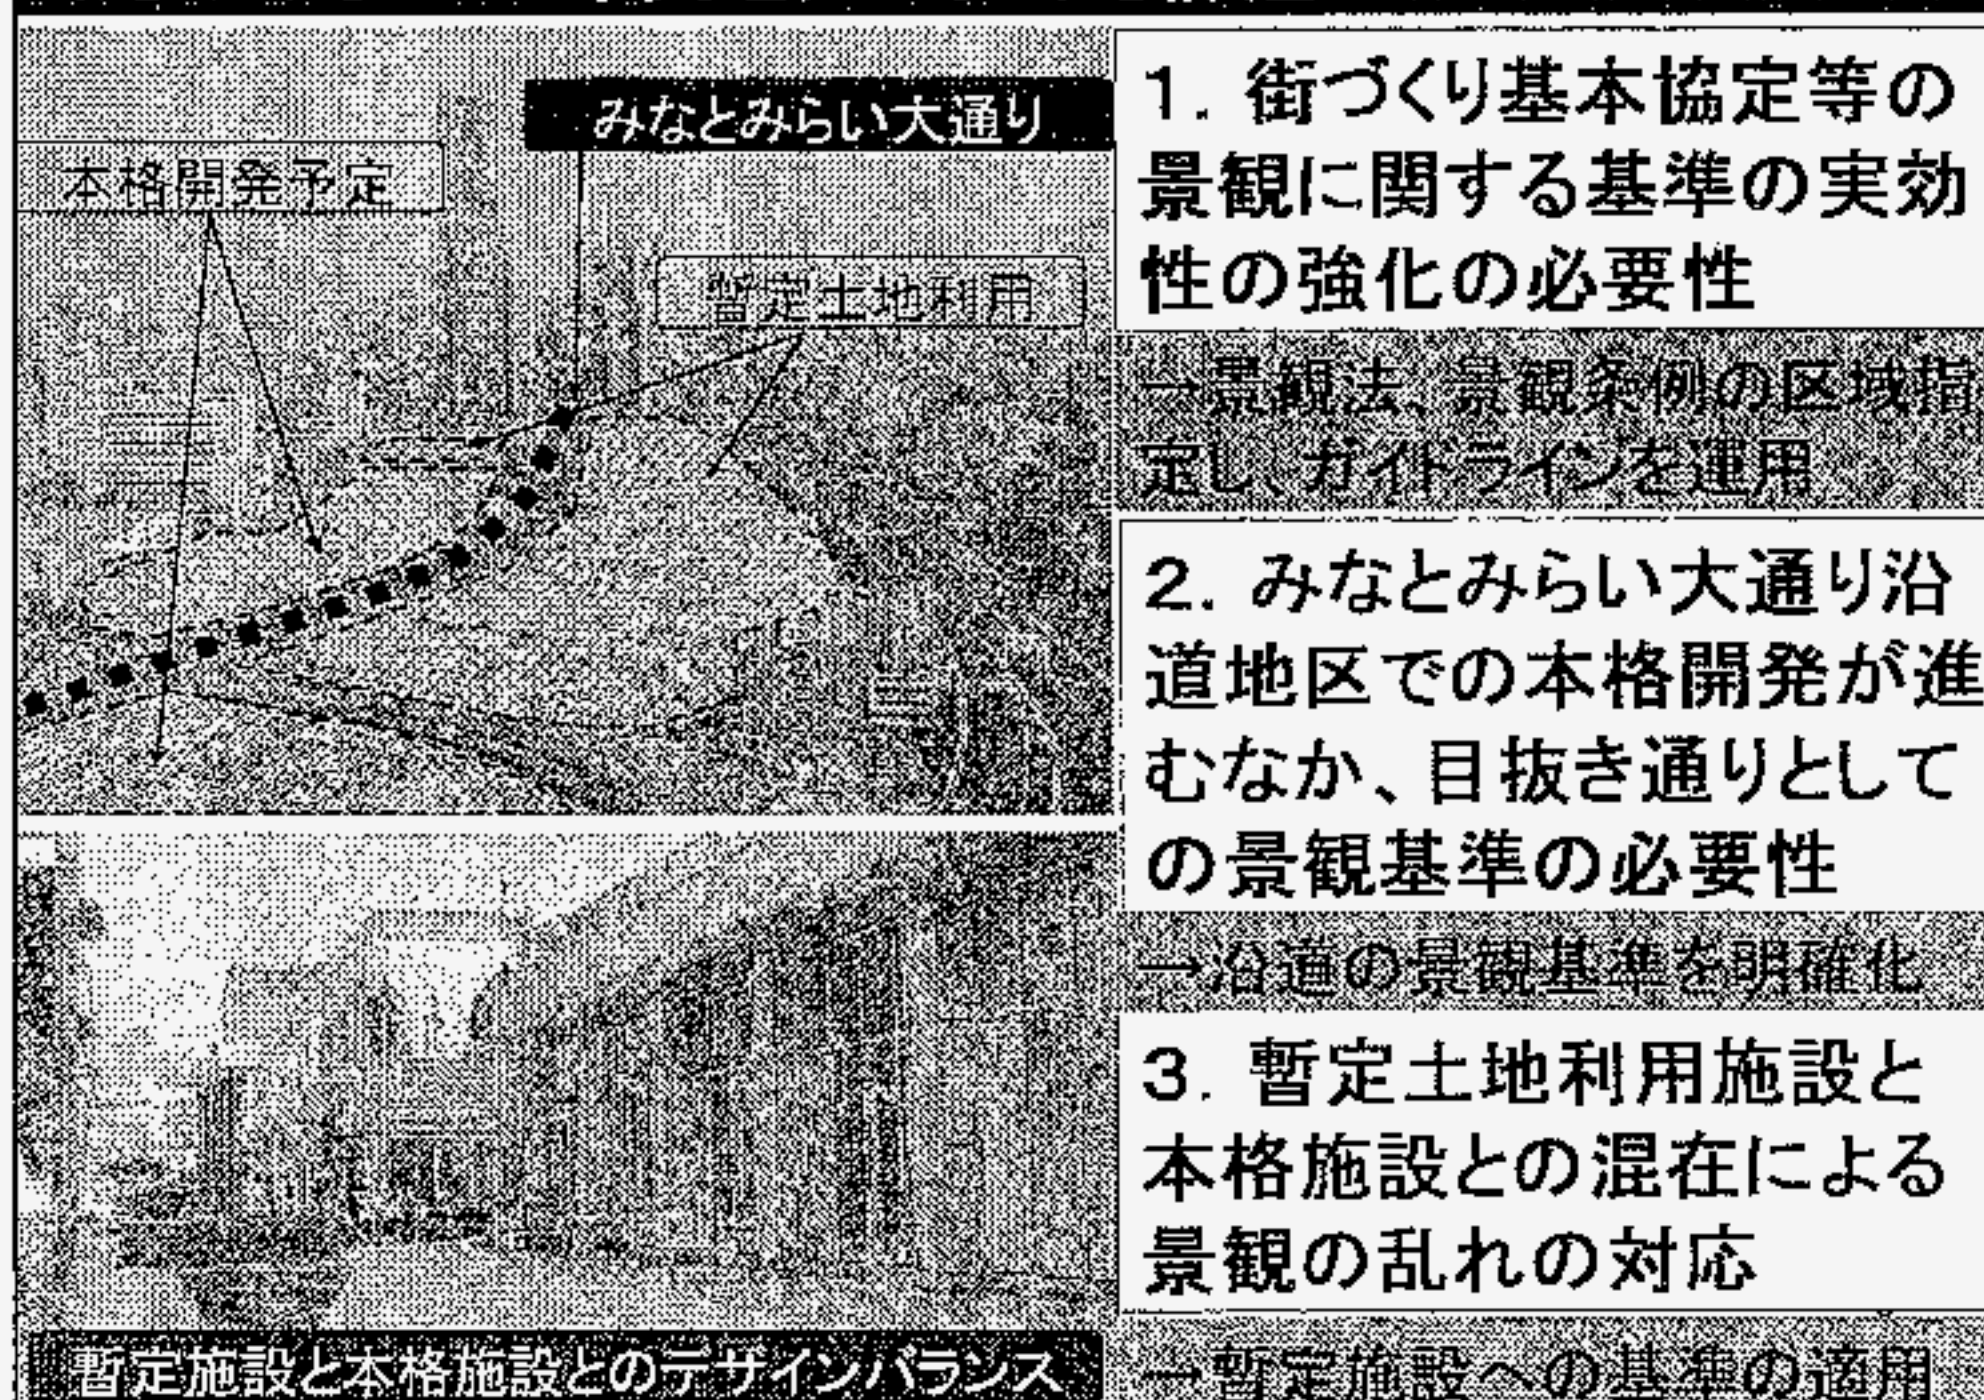 みなとみらい大通り
本格開発予定
暫定土地利用
暫定施設と本格施設とのデザインバランス
1. 街づくり基本協定等の
景観に関する基準の実効
性の強化の必要性
→景観法、景観条例の区域指
定し、ガイドラインを運用
2. みなとみらい大通り沿
道地区での本格開発が進
むなか、目抜き通りとして
の景観基準の必要性
→沿道の景観基準を明確化
3. 暫定土地利用施設と
本格施設との混在による
景観の乱れの対応
→暫定施設への基準の適用